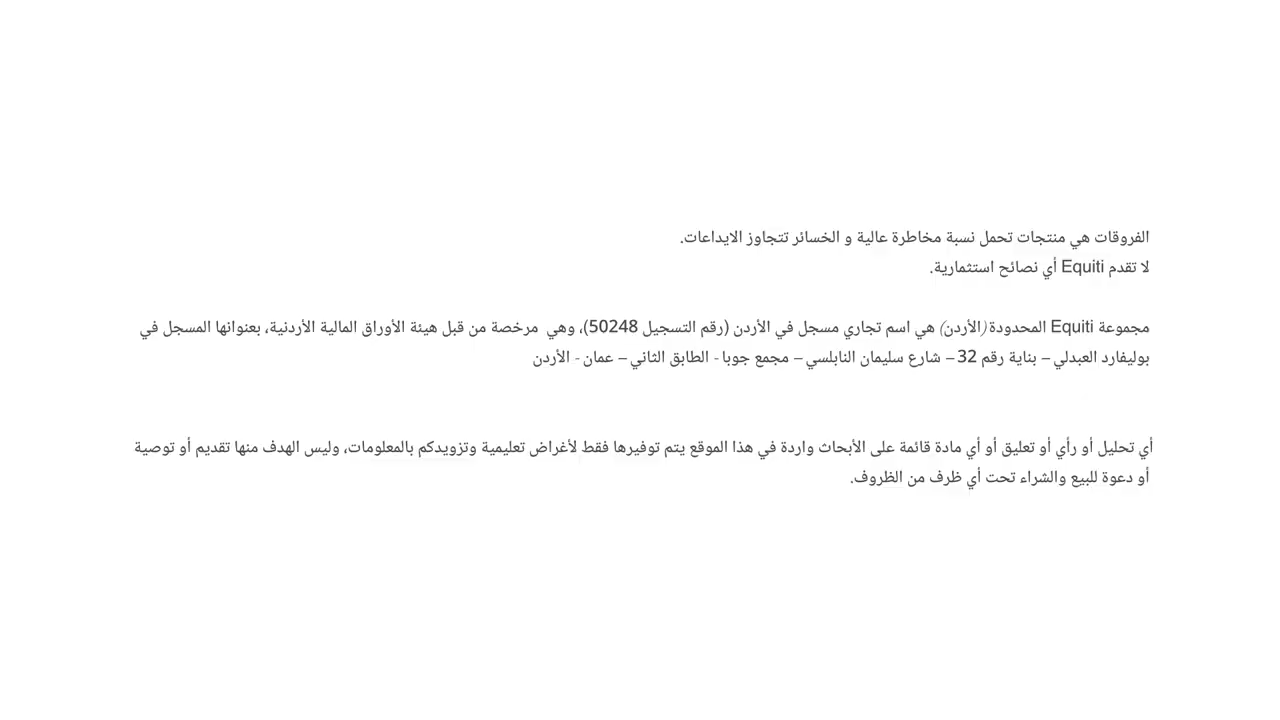 الفروقات هي منتجات تحمل نسبة مخاطرة عالية و الخسائر تتجاوز الايداعات.
لا تقدم Equiti أي نصائح استثمارية.
مجموعة Equiti المحدودة (الأردن) هي اسم تجاري مسجل في الأردن (رقم التسجيل 50248)، وهي مرخصة من قبل هيئة الأوراق المالية الأردنية، بعنوانها المسجل في
بوليفارد العبدلي – بناية رقم 32 – شارع سليمان النابلسي – مجمع جوبا - الطابق الثاني – عمان - الأردن
أي تحليل أو رأي أو تعليق أو أي مادة قائمة على الأبحاث واردة في هذا الموقع يتم توفيرها فقط لأغراض تعليمية وتزويدكم بالمعلومات، وليس الهدف منها تقديم أو توصية
أو دعوة للبيع والشراء تحت أي ظرف من الظروف.